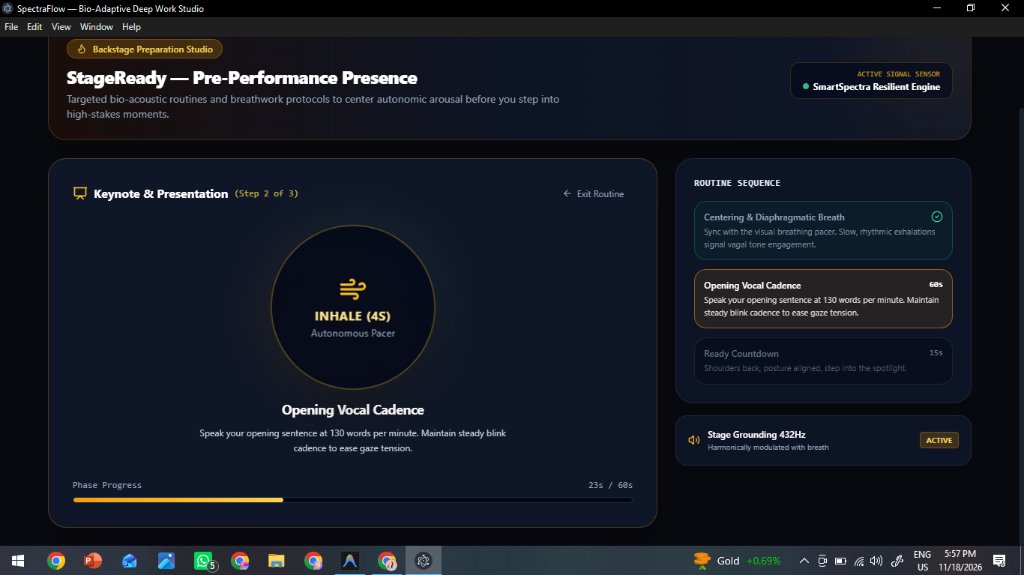 SpectraFlow — Bio-Adaptive Deep Work Studio
File Edit View Window Help
Backstage Preparation Studio
StageReady — Pre-Performance Presence
Targeted bio-acoustic routines and breathwork protocols to center autonomic arousal before you step into
high-stakes moments.
ACTIVE SIGNAL SENSOR
SmartSpectra Resilient Engine
Keynote & Presentation (Step 2 of 3)
← Exit Routine
INHALE (4S)
Autonomous Pacer
Opening Vocal Cadence
Speak your opening sentence at 130 words per minute. Maintain steady blink
cadence to ease gaze tension.
Phase Progress 23s / 60s
ROUTINE SEQUENCE
Centering & Diaphragmatic Breath
Sync with the visual breathing pacer. Slow, rhythmic exhalations
signal vagal tone engagement.
Opening Vocal Cadence 60s
Speak your opening sentence at 130 words per minute. Maintain
steady blink cadence to ease gaze tension.
Ready Countdown 15s
Shoulders back, posture aligned, step into the spotlight.
Stage Grounding 432Hz
Harmonically modulated with breath
ACTIVE
5
Gold +0.69%
ENG
US
5:57 PM
11/18/2026